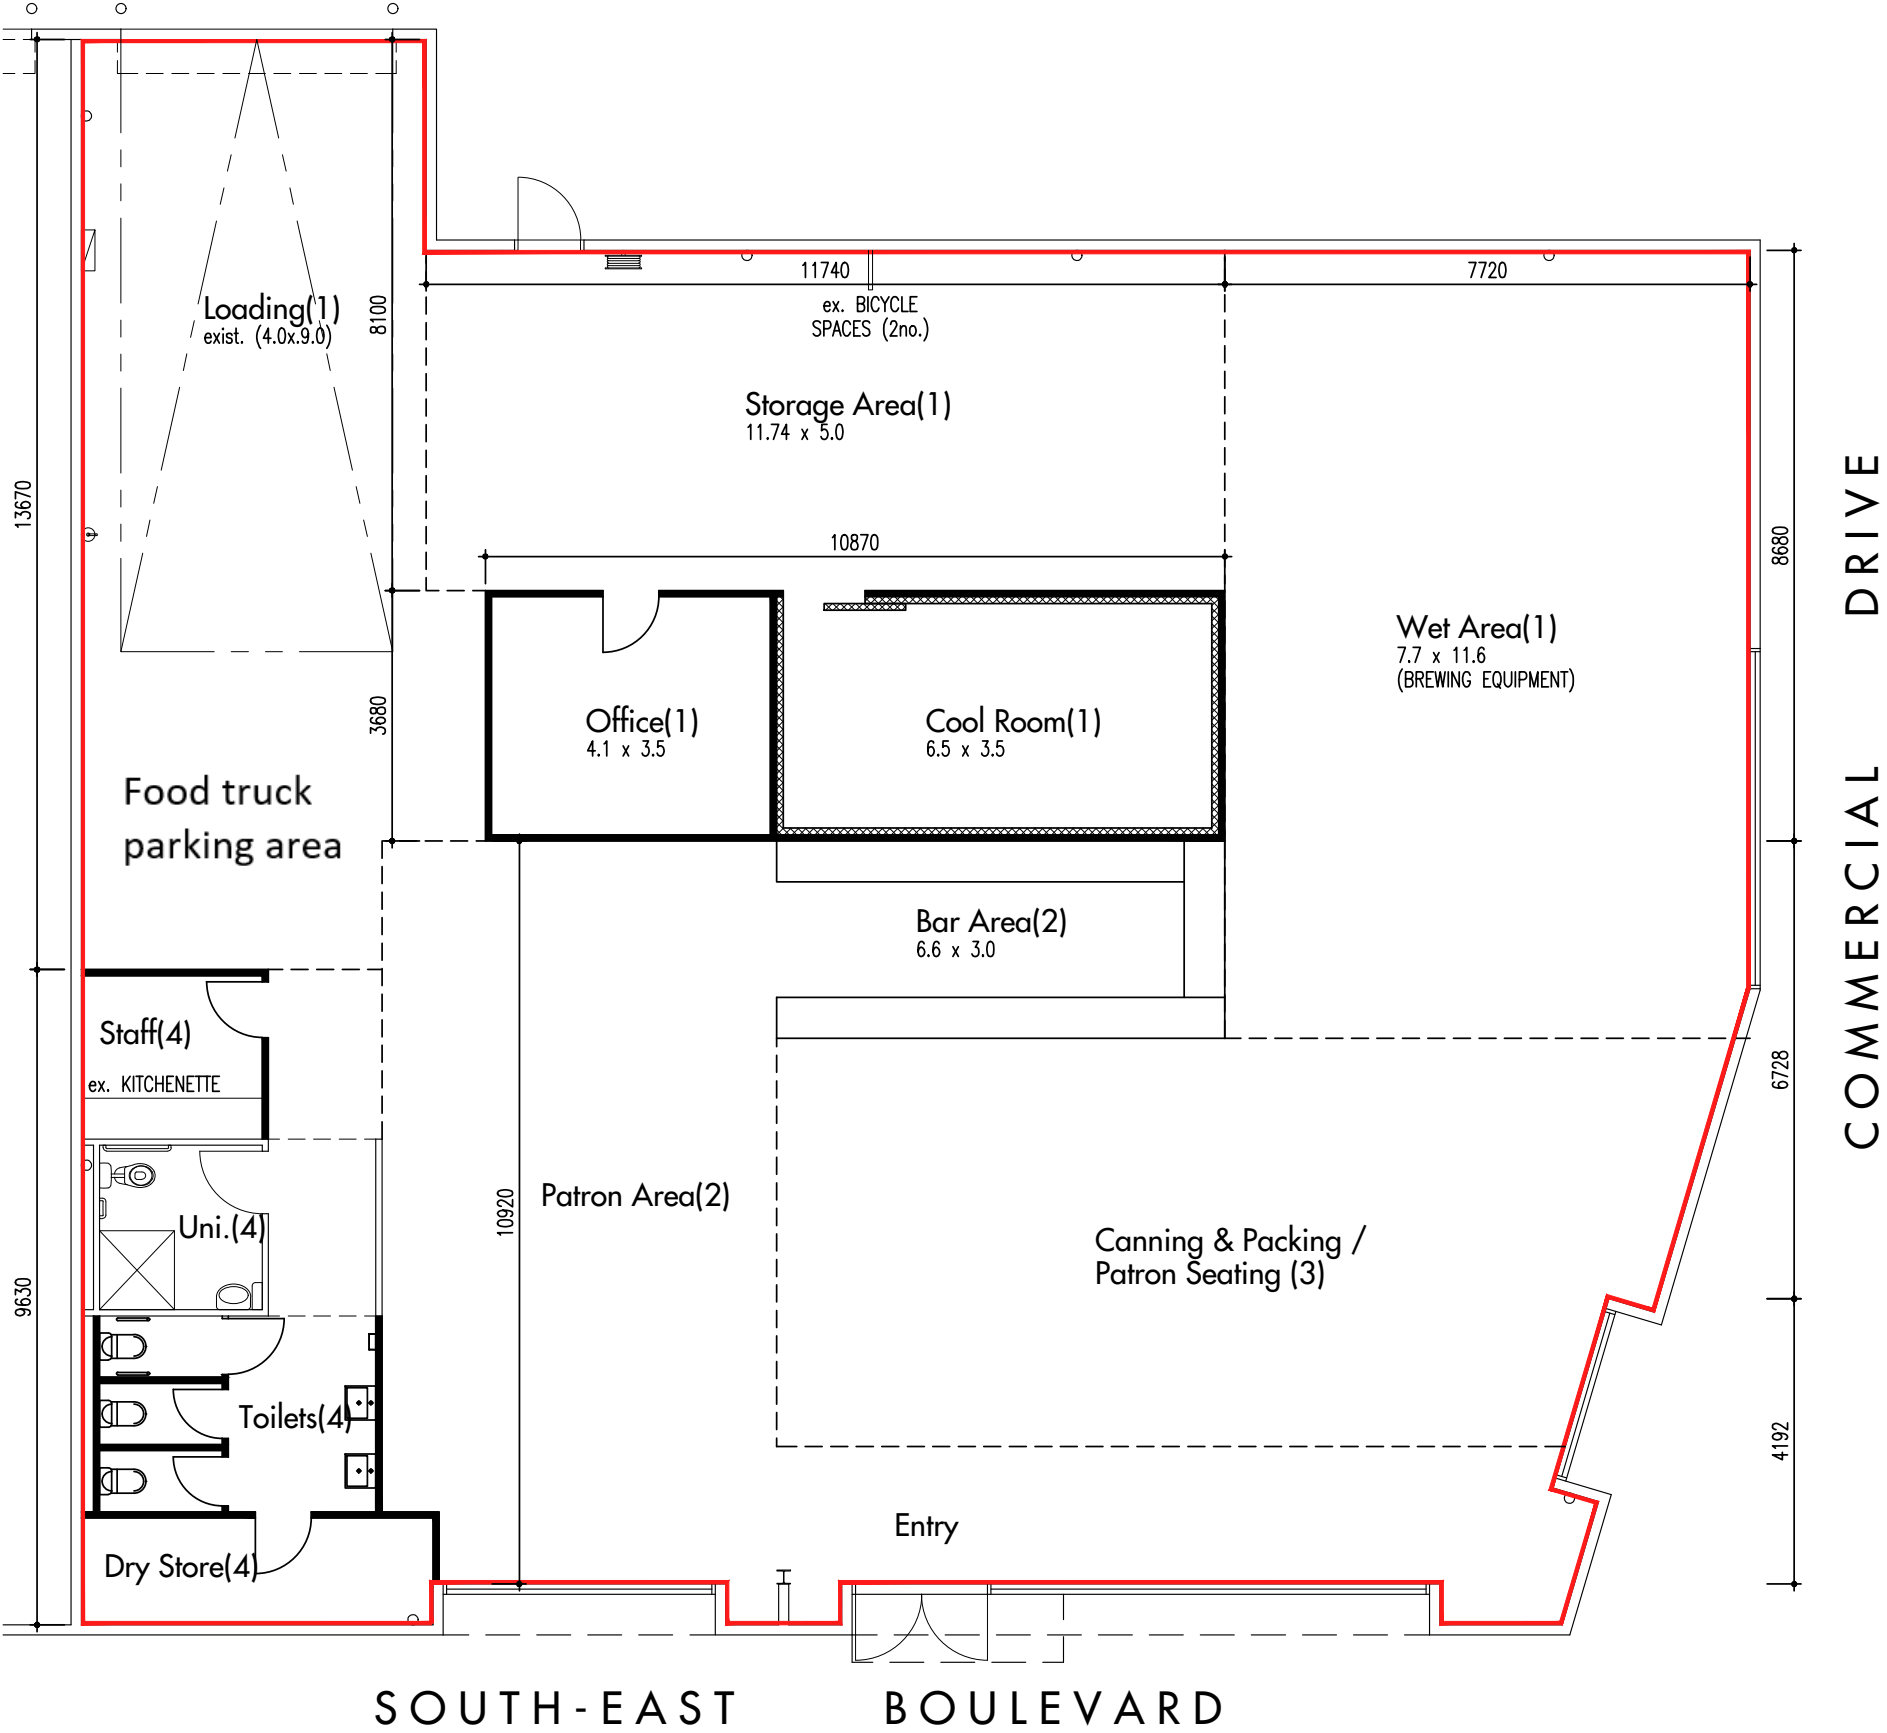 11740
7720
ex. BICYCLE
SPACES (2no.)
Loading(1)
exist. (4.0x.9.0)
8100
Storage Area(1)
11.74 x 5.0
13670
10870
8680
DRIVE
Wet Area(1)
7.7 x 11.6
(BREWING EQUIPMENT)
3680
Office(1)
4.1 x 3.5
Cool Room(1)
6.5 x 3.5
Food truck
parking area
COMMERCIAL
Bar Area(2)
6.6 x 3.0
Staff(4)
ex. KITCHENETTE
6728
Patron Area(2)
10920
Uni.(4)
Canning & Packing /
Patron Seating (3)
9630
Toilets(4)
4192
Entry
Dry Store(4)
SOUTH-EAST BOULEVARD